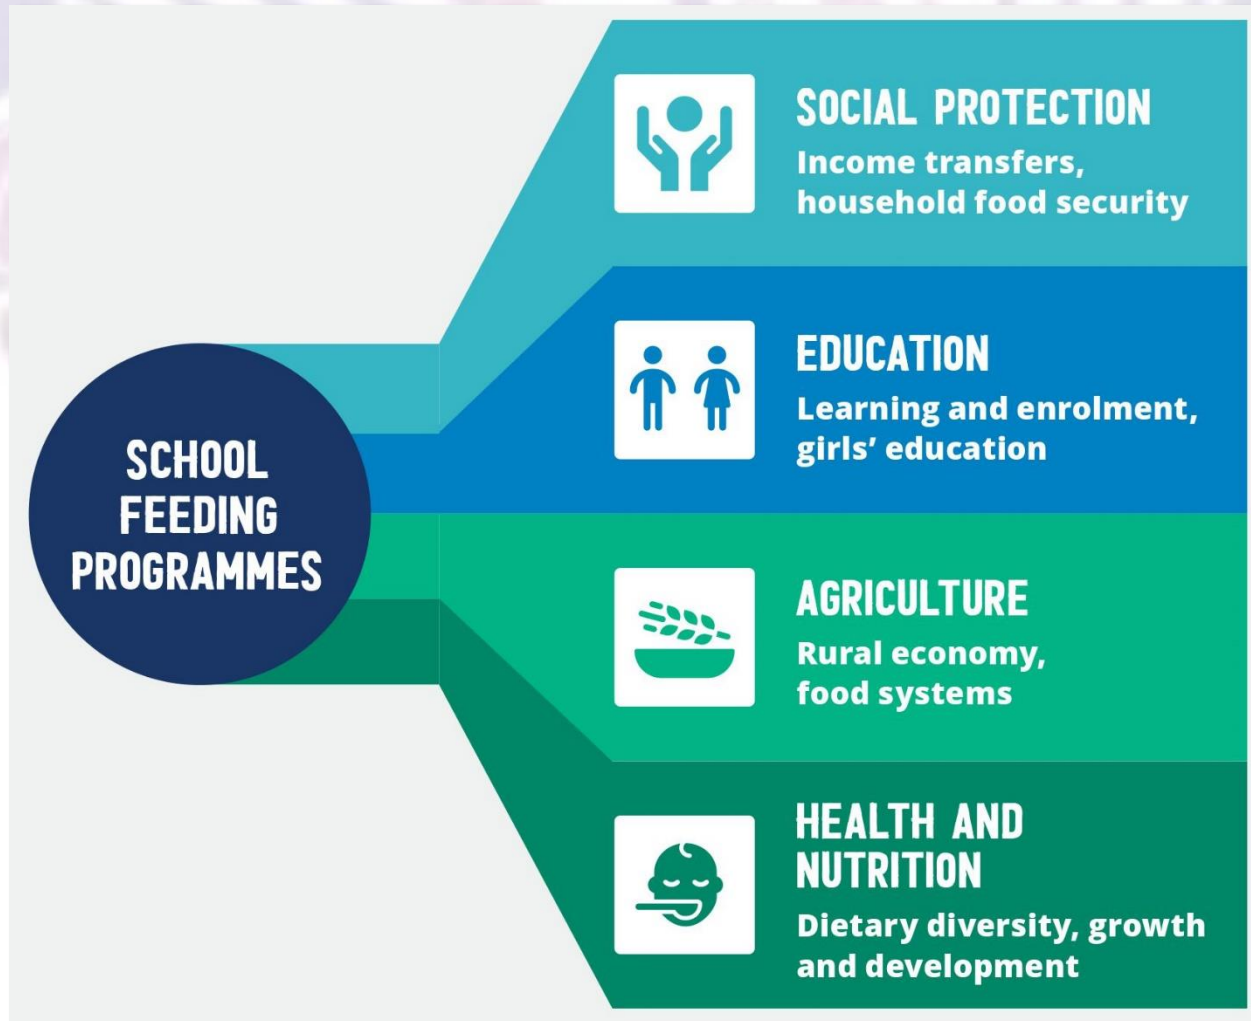 SCHOOL
FEEDING
PROGRAMMES
SOCIAL PROTECTION
Income transfers,
household food security
EDUCATION
Learning and enrolment,
girls’ education
AGRICULTURE
Rural economy,
food systems
HEALTH AND
NUTRITION
Dietary diversity, growth
and development